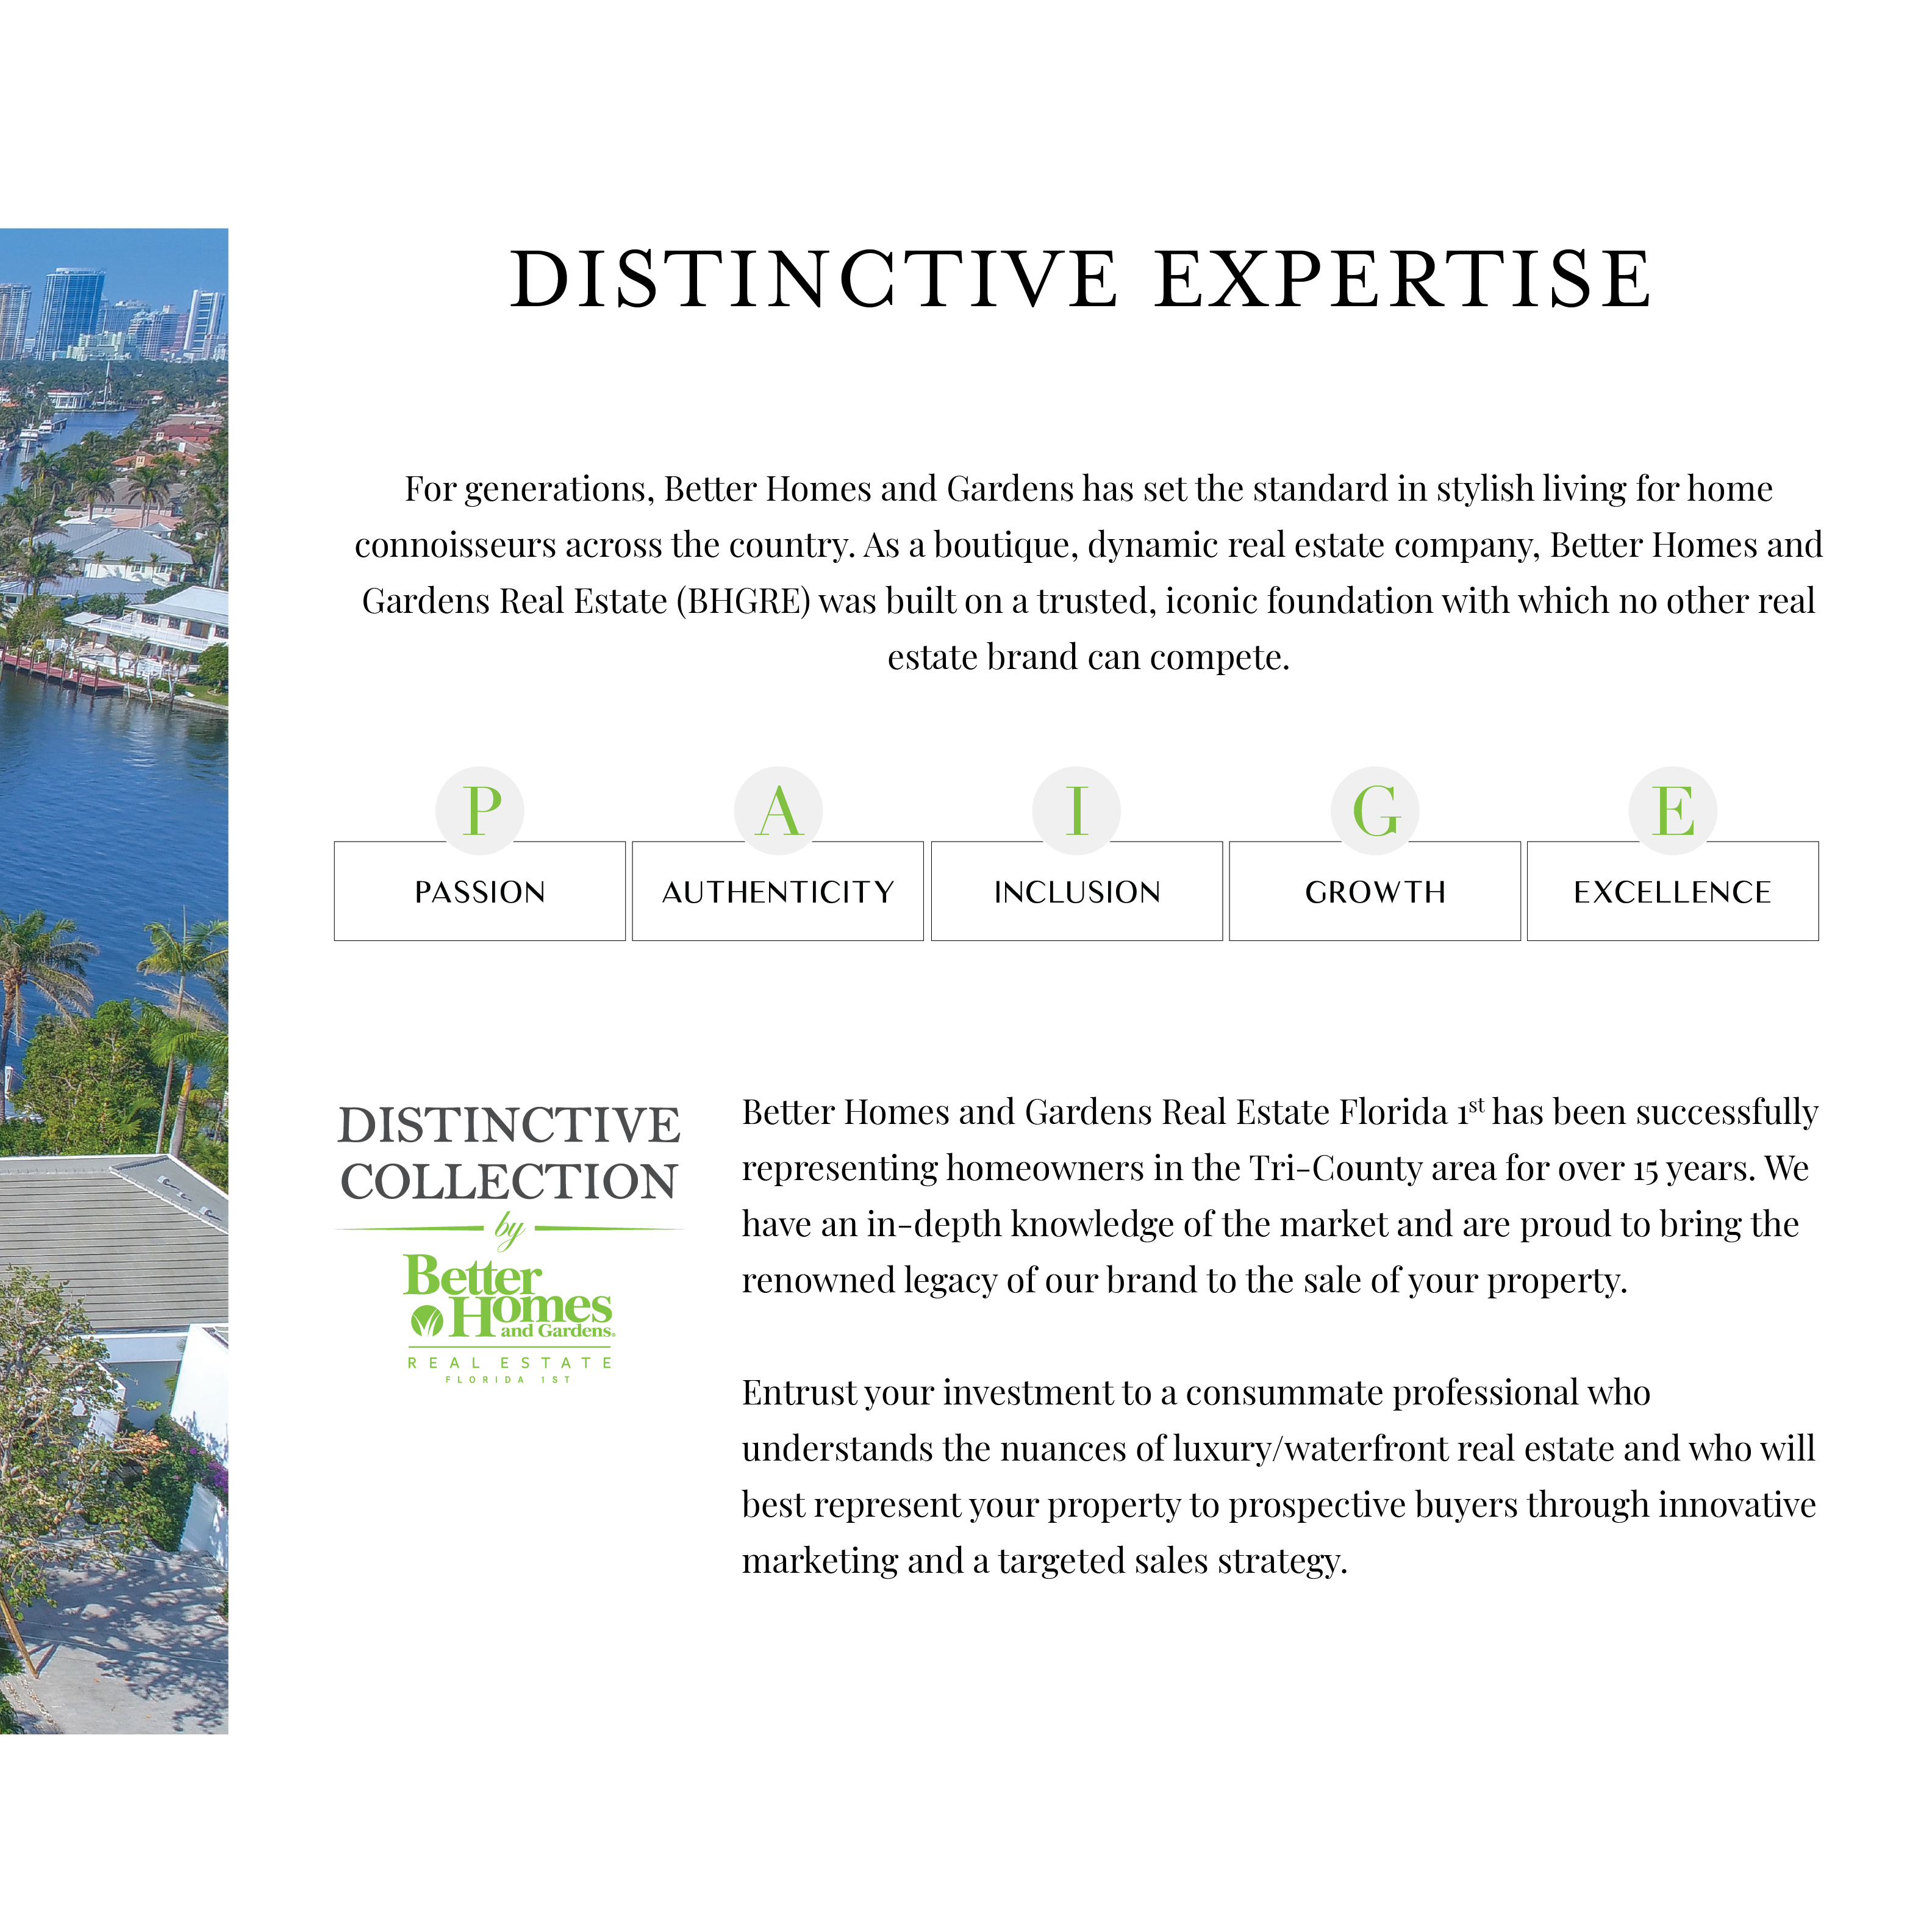 DISTINCTIVE EXPERTISE
For generations, Better Homes and Gardens has set the standard in stylish living for home
connoisseurs across the country. As a boutique, dynamic real estate company, Better Homes and
Gardens Real Estate (BHGRE) was built on a trusted, iconic foundation with which no other real
estate brand can compete.
P A I G E
PASSION AUTHENTICITY INCLUSION GROWTH EXCELLENCE
DISTINCTIVE
COLLECTION
by
Better
Homes
and Gardens®
REAL ESTATE
FLORIDA 1ST
Better Homes and Gardens Real Estate Florida 1st has been successfully
representing homeowners in the Tri-County area for over 15 years. We
have an in-depth knowledge of the market and are proud to bring the
renowned legacy of our brand to the sale of your property.
Entrust your investment to a consummate professional who
understands the nuances of luxury/waterfront real estate and who will
best represent your property to prospective buyers through innovative
marketing and a targeted sales strategy.